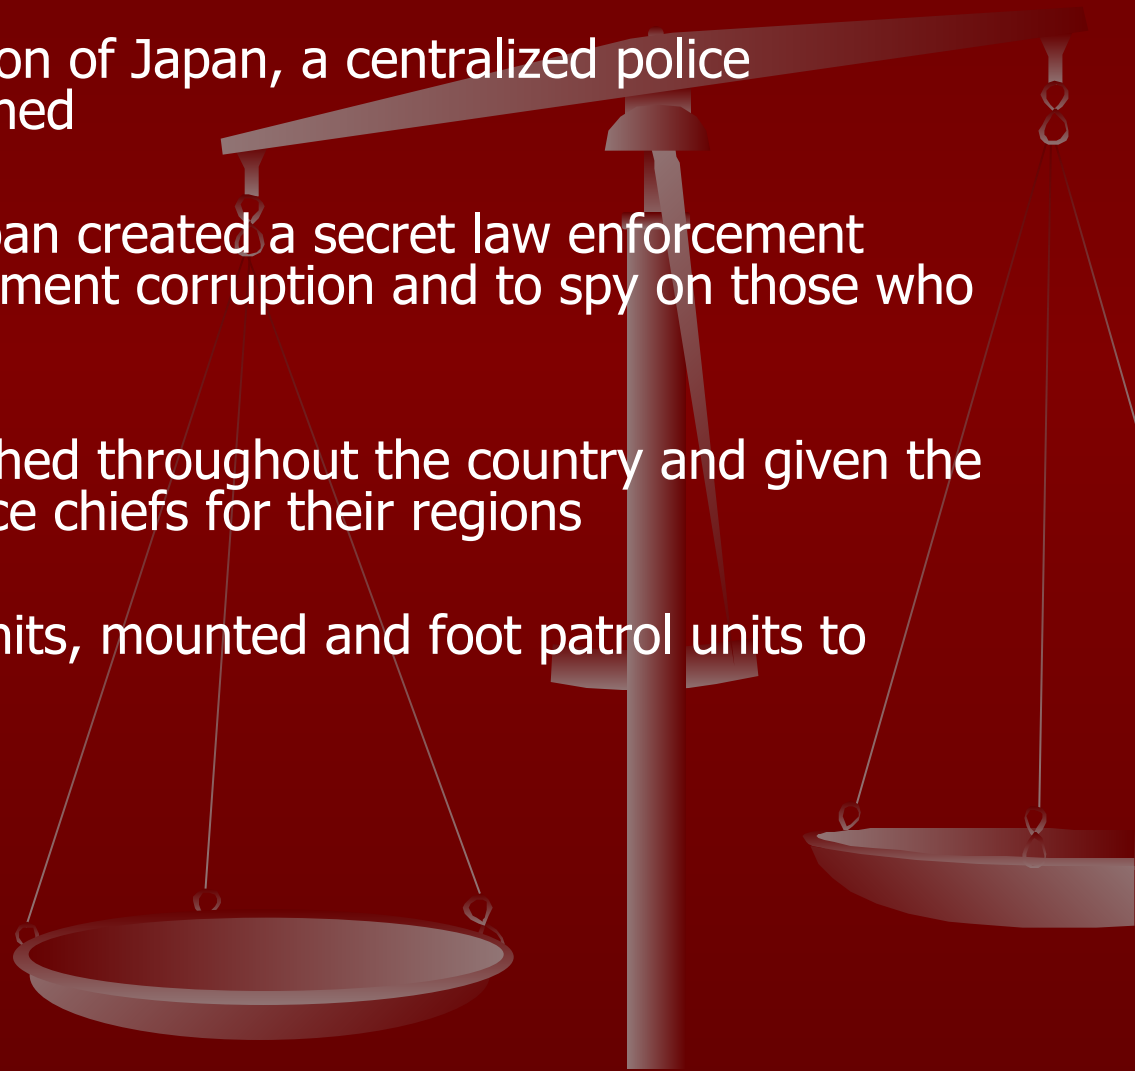 on of Japan, a centralized police
ned
an created a secret law enforcement
ment corruption and to spy on those who
hed throughout the country and given the
ce chiefs for their regions
nits, mounted and foot patrol units to